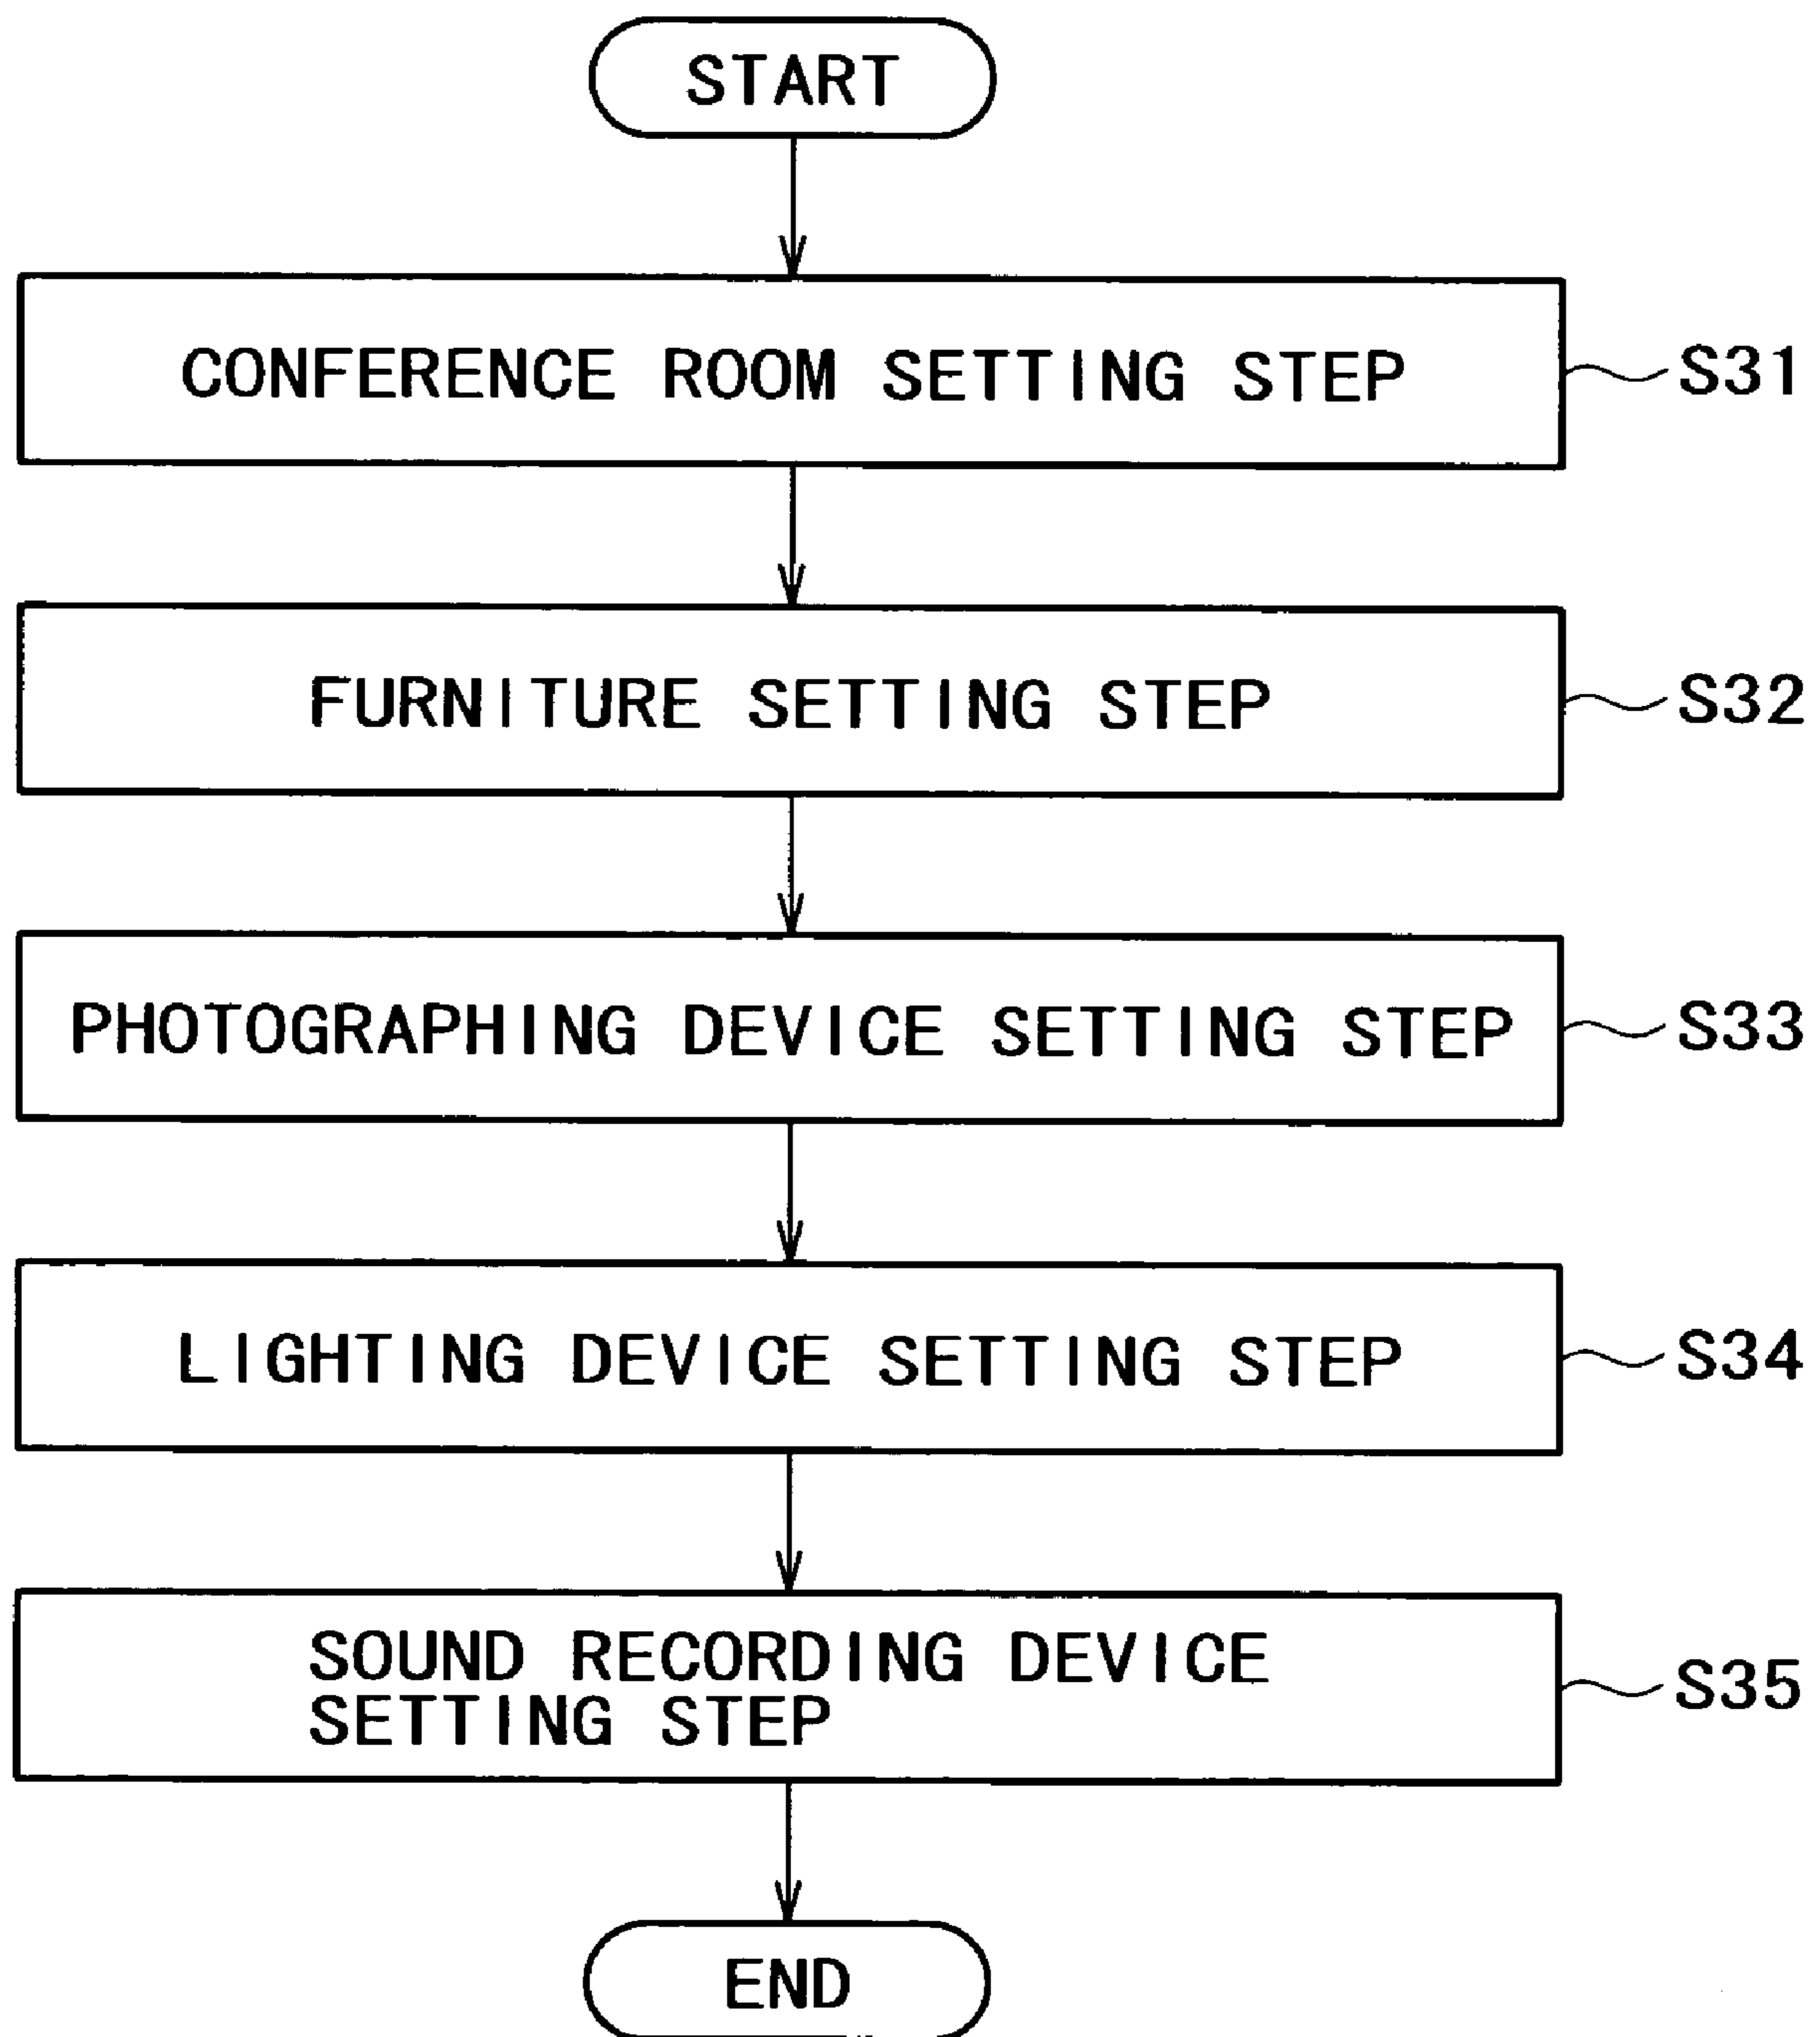 START
CONFERENCE ROOM SETTING STEP
S31
FURNITURE SETTING STEP
S32
PHOTOGRAPHING DEVICE SETTING STEP
S33
LIGHTING DEVICE SETTING STEP
S34
SOUND RECORDING DEVICE
SETTING STEP
S35
END